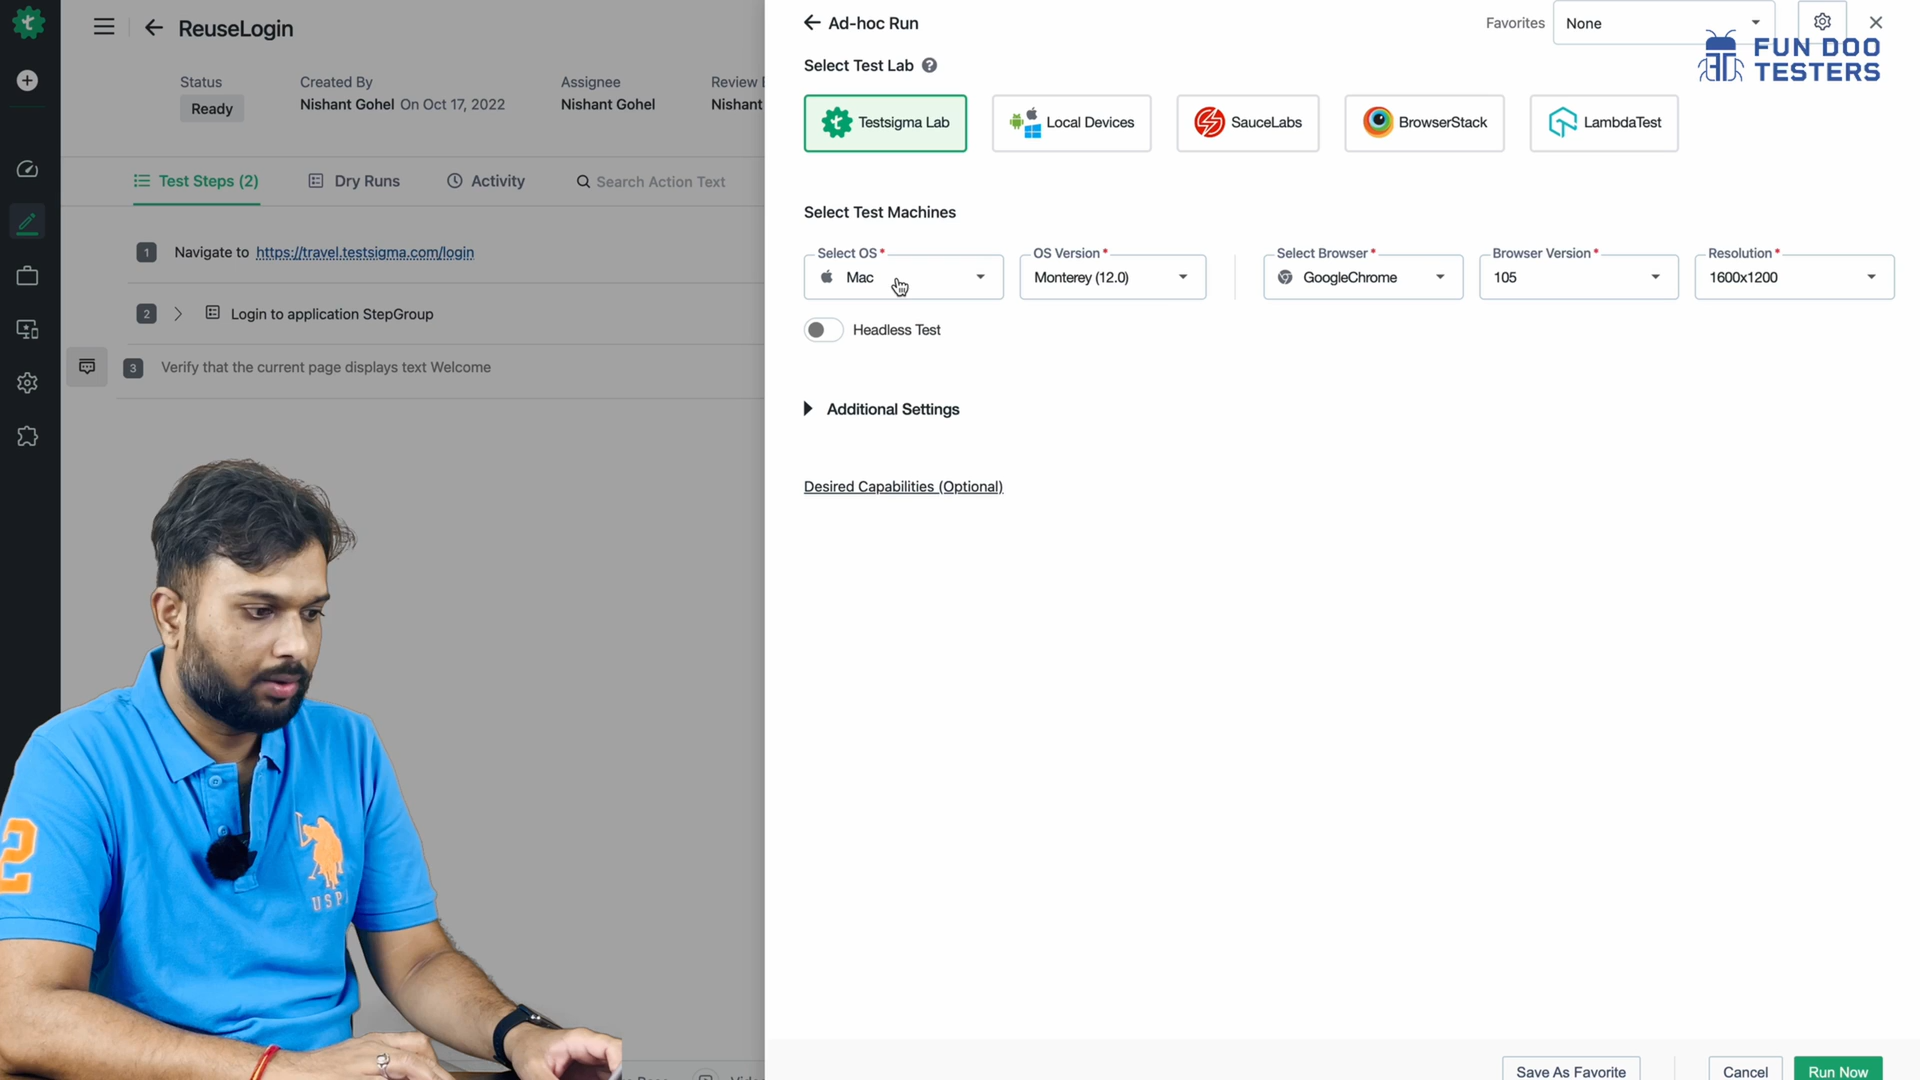 ReuseLogin
Status
Ready
Created By
Nishant Gohel On Oct 17, 2022
Assignee
Nishant Gohel
Review
Nishant
Test Steps (2)
Dry Runs
Activity
Search Action Text
1 Navigate to https://travel.testsigma.com/login
2 Login to application StepGroup
3 Verify that the current page displays text Welcome
Ad-hoc Run
Favorites
None
FUN DOO
TESTERS
Select Test Lab
Testsigma Lab
Local Devices
SauceLabs
BrowserStack
LambdaTest
Select Test Machines
Select OS*
Mac
OS Version*
Monterey (12.0)
Select Browser*
GoogleChrome
Browser Version*
105
Resolution*
1600x1200
Headless Test
Additional Settings
Desired Capabilities (Optional)
2
USP
Save As Favorite
Cancel
Run Now